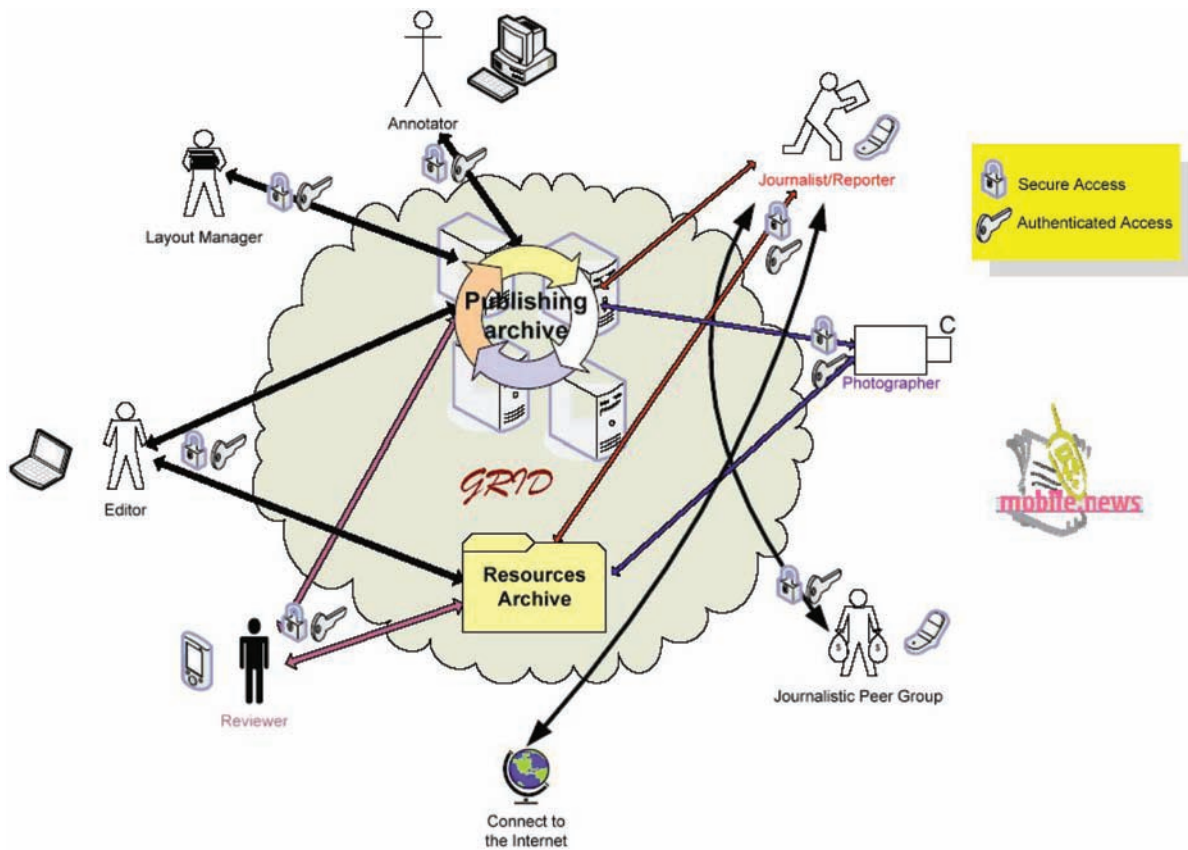 Annotator
Journalist/Reporter
Secure Access
Authenticated Access
Layout Manager
Publishing
archive
C
Photographer
GRID
mobile.news
Editor
Resources
Archive
$ $
Journalistic Peer Group
Reviewer
Connect to
the Internet